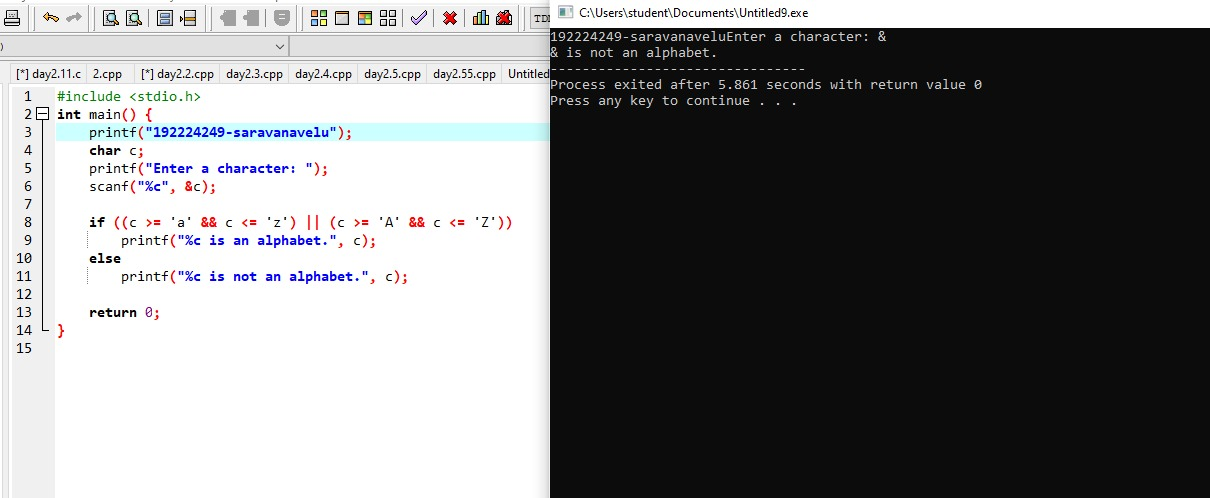 TDM
)
[*] day2.11.c 2.cpp [*] day2.2.cpp day2.3.cpp day2.4.cpp day2.5.cpp day2.55.cpp Untitled
1 #include <stdio.h>
2 int main() {
3 printf("192224249-saravanavelu");
4 char c;
5 printf("Enter a character: ");
6 scanf("%c", &c);
7
8 if ((c >= 'a' && c <= 'z') || (c >= 'A' && c <= 'Z'))
9 printf("%c is an alphabet.", c);
10 else
11 printf("%c is not an alphabet.", c);
12
13 return 0;
14 }
15
C:\Users\student\Documents\Untitled9.exe
192224249-saravanaveluEnter a character: &
& is not an alphabet.
--------------------------------
Process exited after 5.861 seconds with return value 0
Press any key to continue . . .